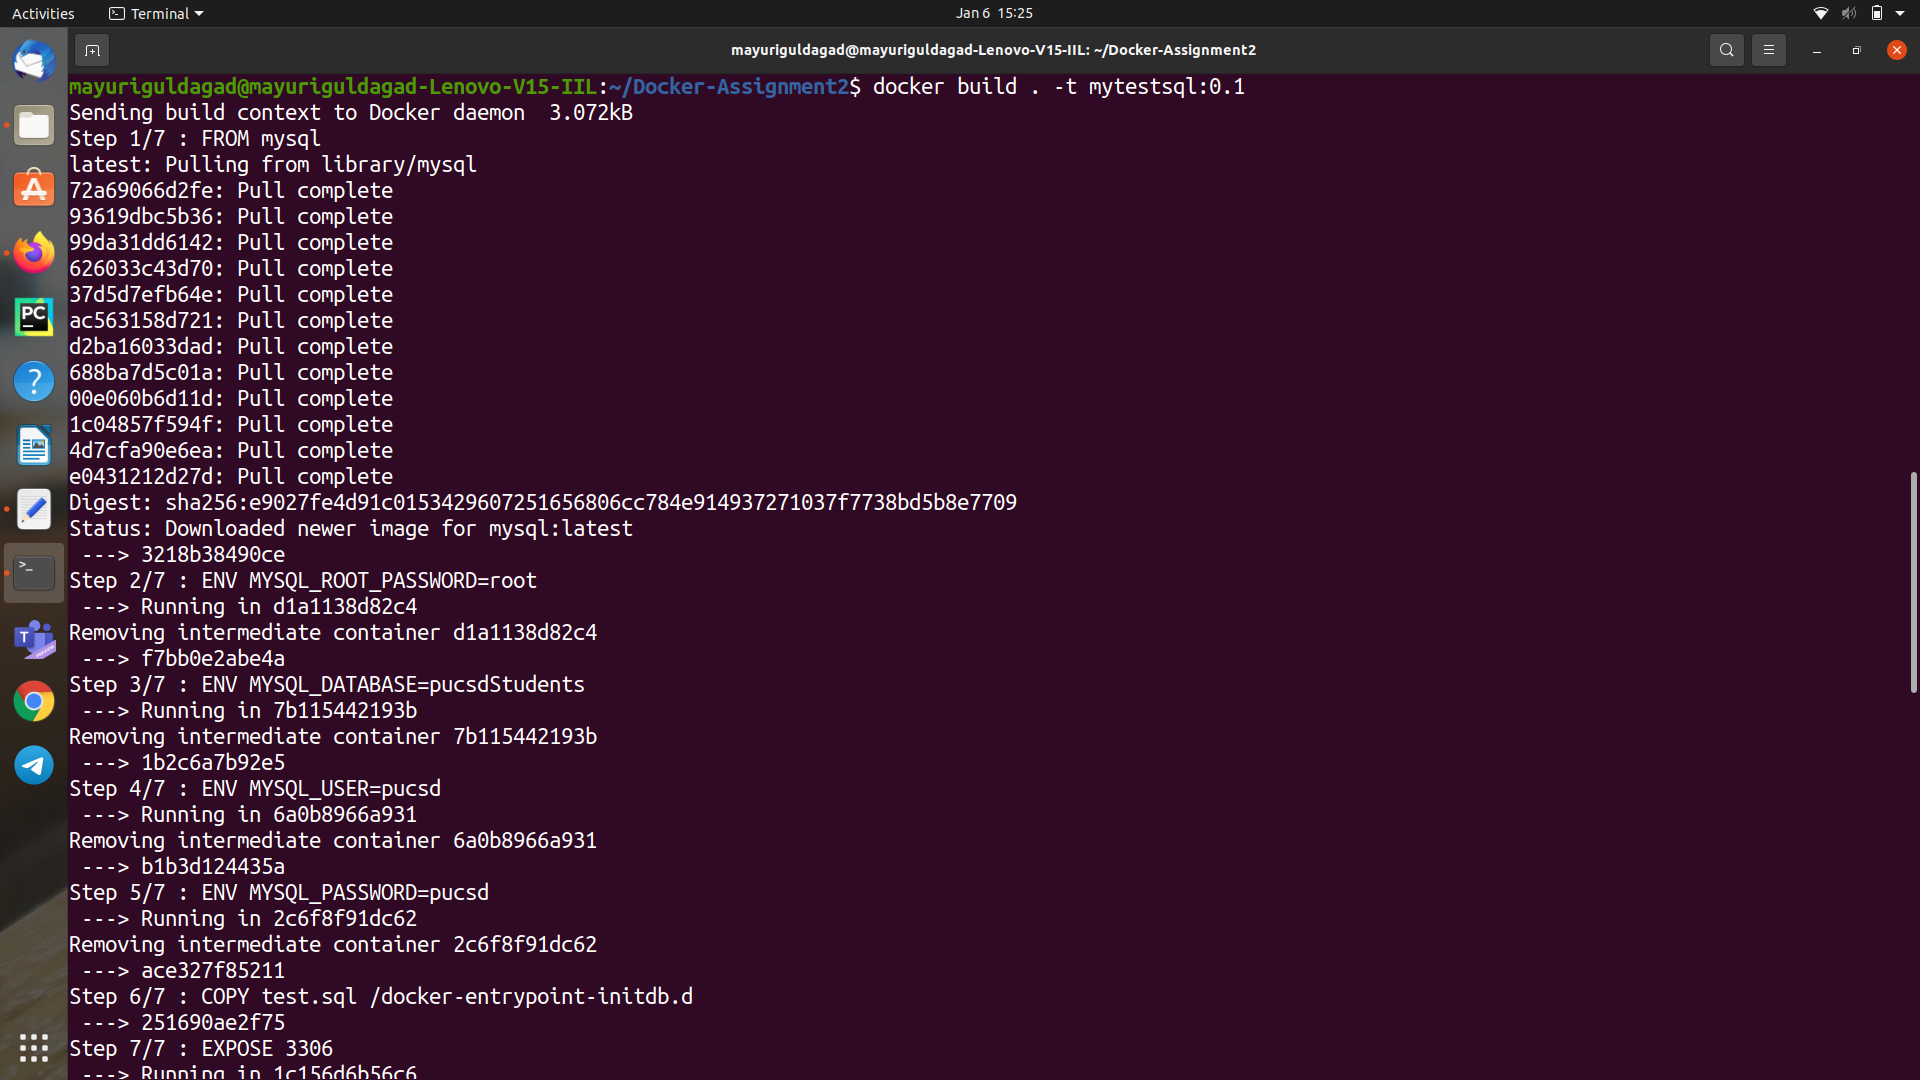 Activities
Terminal
Jan 6 15:25
mayuriguldagad@mayuriguldagad-Lenovo-V15-IIL: ~/Docker-Assignment2
mayuriguldagad@mayuriguldagad-Lenovo-V15-IIL:~/Docker-Assignment2$ docker build . -t mytestsql:0.1
Sending build context to Docker daemon  3.072kB
Step 1/7 : FROM mysql
latest: Pulling from library/mysql
72a69066d2fe: Pull complete
93619dbc5b36: Pull complete
99da31dd6142: Pull complete
626033c43d70: Pull complete
37d5d7efb64e: Pull complete
ac563158d721: Pull complete
d2ba16033dad: Pull complete
688ba7d5c01a: Pull complete
00e060b6d11d: Pull complete
1c04857f594f: Pull complete
4d7cfa90e6ea: Pull complete
e0431212d27d: Pull complete
Digest: sha256:e9027fe4d91c0153429607251656806cc784e914937271037f7738bd5b8e7709
Status: Downloaded newer image for mysql:latest
 ---> 3218b38490ce
Step 2/7 : ENV MYSQL_ROOT_PASSWORD=root
 ---> Running in d1a1138d82c4
Removing intermediate container d1a1138d82c4
 ---> f7bb0e2abe4a
Step 3/7 : ENV MYSQL_DATABASE=pucsdStudents
 ---> Running in 7b115442193b
Removing intermediate container 7b115442193b
 ---> 1b2c6a7b92e5
Step 4/7 : ENV MYSQL_USER=pucsd
 ---> Running in 6a0b8966a931
Removing intermediate container 6a0b8966a931
 ---> b1b3d124435a
Step 5/7 : ENV MYSQL_PASSWORD=pucsd
 ---> Running in 2c6f8f91dc62
Removing intermediate container 2c6f8f91dc62
 ---> ace327f85211
Step 6/7 : COPY test.sql /docker-entrypoint-initdb.d
 ---> 251690ae2f75
Step 7/7 : EXPOSE 3306
 ---> Running in 1c156d6b56c6